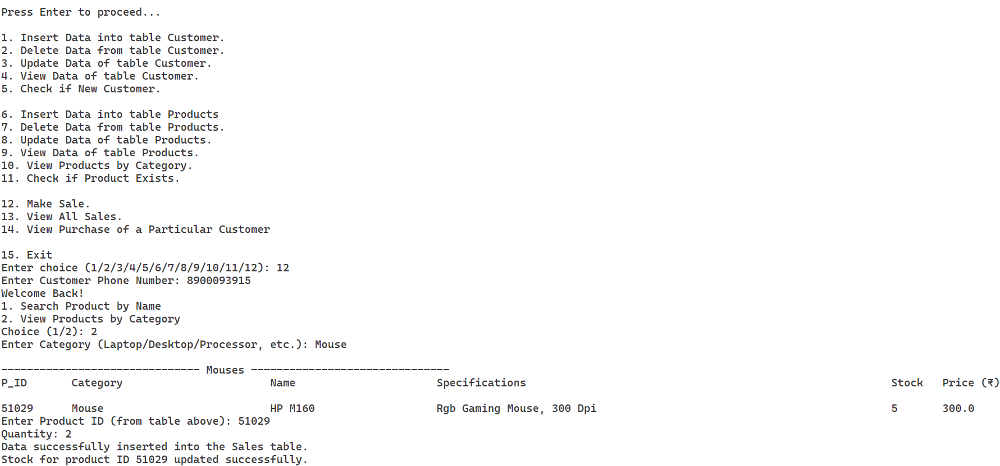 Press Enter to proceed...
1. Insert Data into table Customer.
2. Delete Data from table Customer.
3. Update Data of table Customer.
4. View Data of table Customer.
5. Check if New Customer.
6. Insert Data into table Products
7. Delete Data from table Products.
8. Update Data of table Products.
9. View Data of table Products.
10. View Products by Category.
11. Check if Product Exists.
12. Make Sale.
13. View All Sales.
14. View Purchase of a Particular Customer
15. Exit
Enter choice (1/2/3/4/5/6/7/8/9/10/11/12): 12
Enter Customer Phone Number: 8900093915
Welcome Back!
1. Search Product by Name
2. View Products by Category
Choice (1/2): 2
Enter Category (Laptop/Desktop/Processor, etc.): Mouse
------------------------------- Mouses -------------------------------
P_ID Category Name Specifications Stock Price (₹)
51029 Mouse HP M160 Rgb Gaming Mouse, 300 Dpi 5 300.0
Enter Product ID (from table above): 51029
Quantity: 2
Data successfully inserted into the Sales table.
Stock for product ID 51029 updated successfully.